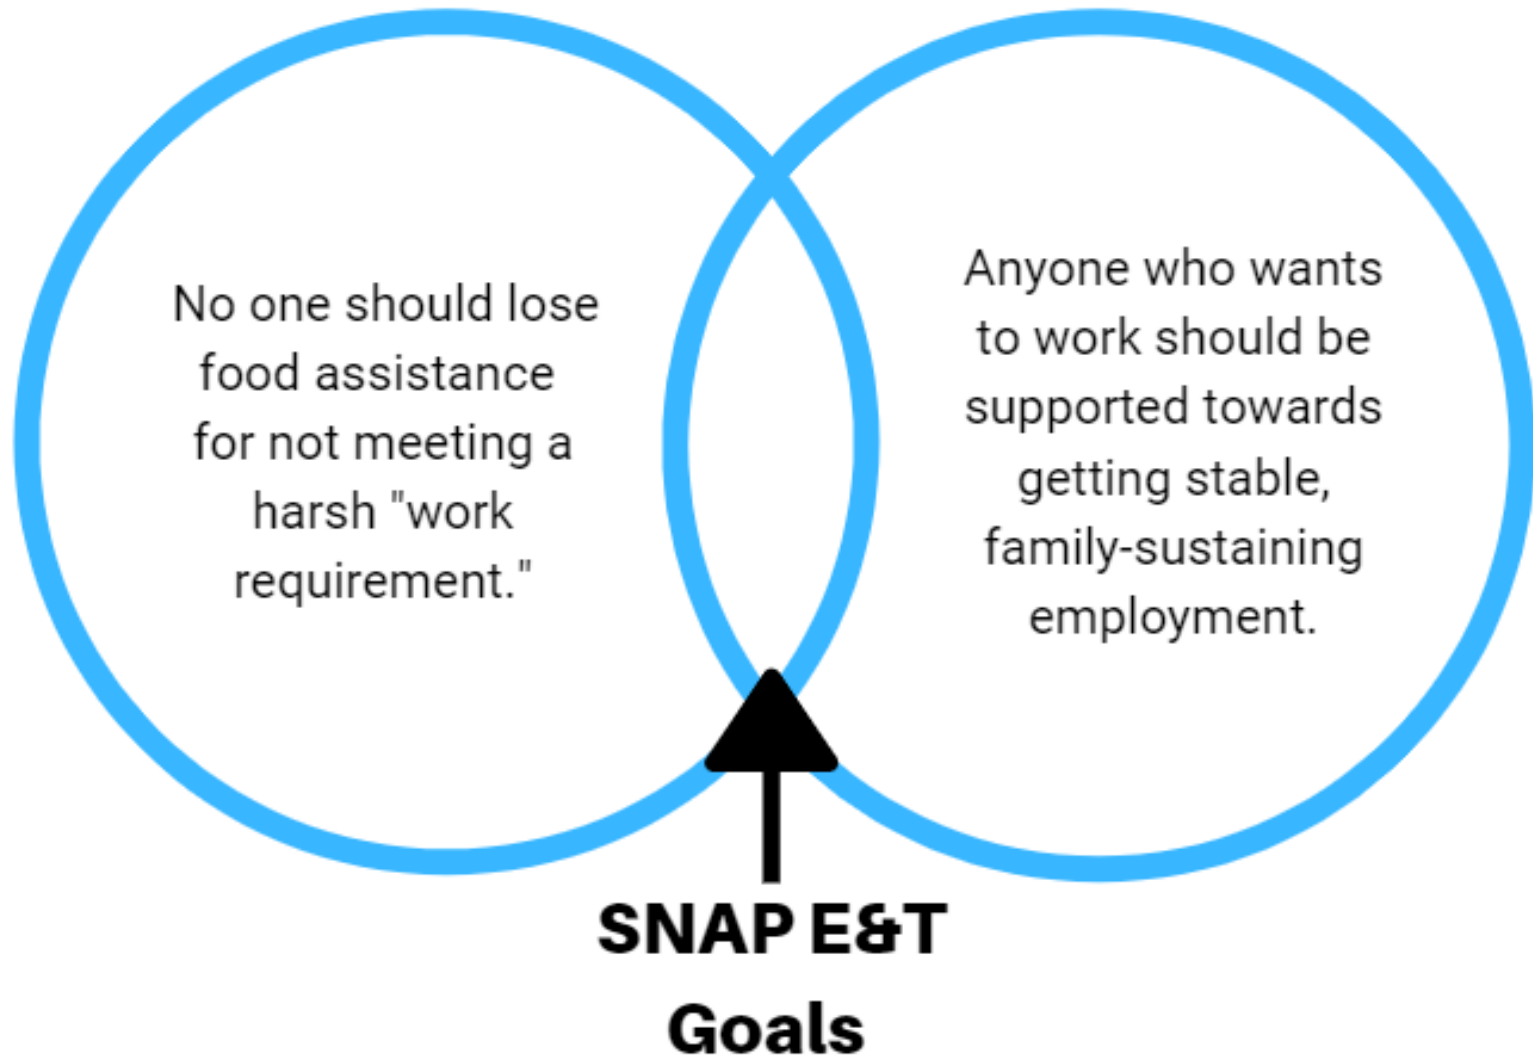 No one should lose
food assistance
for not meeting a
harsh "work
requirement."
Anyone who wants
to work should be
supported towards
getting stable,
family-sustaining
employment.
SNAP E&T
Goals